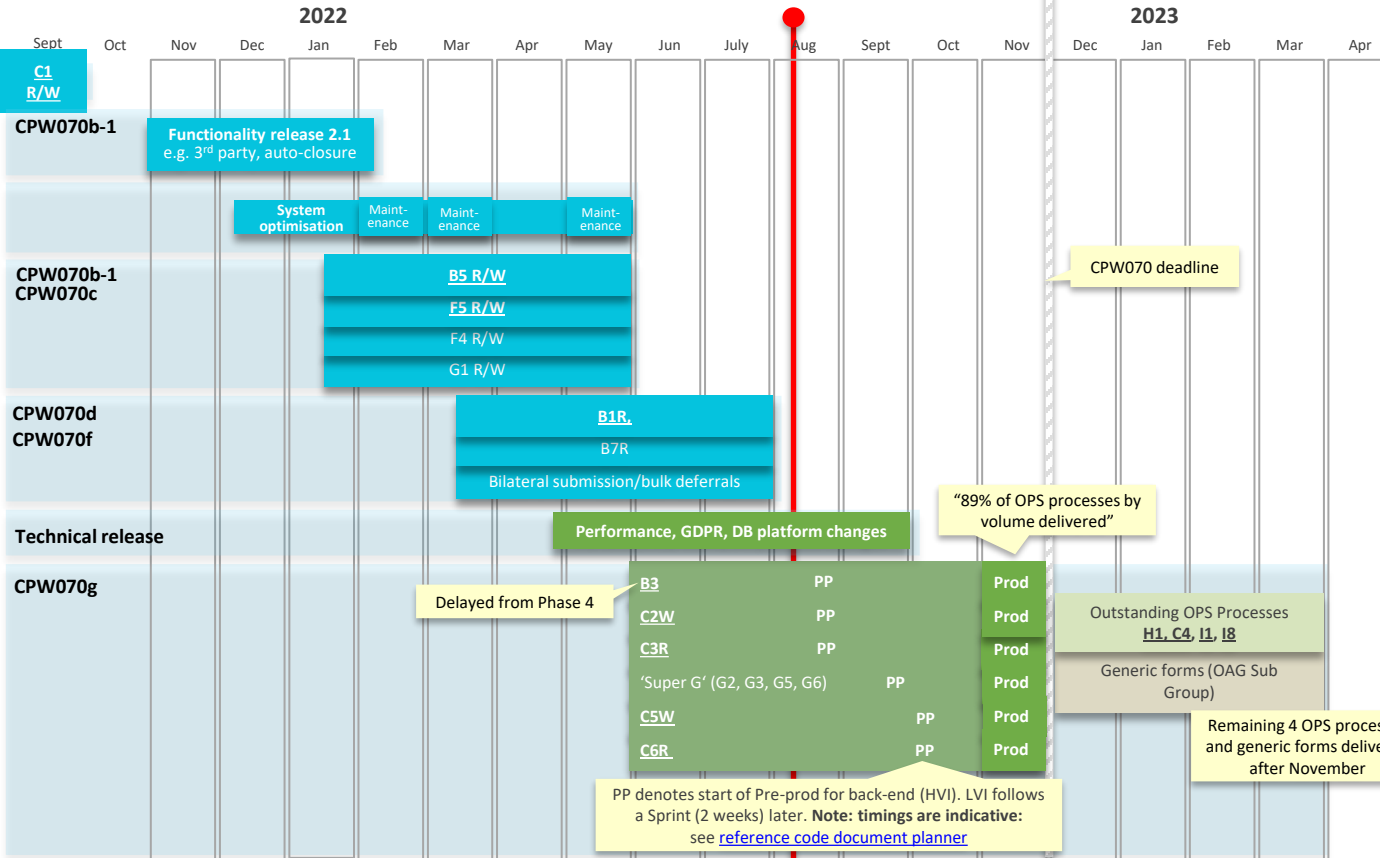 2022
2023
Sept Oct Nov Dec Jan Feb Mar Apr May Jun July Aug Sept Oct Nov Dec Jan Feb Mar Apr
C1
R/W
CPW070b-1
Functionality release 2.1
e.g. 3rd party, auto-closure
System
optimisation
Maint-
enance
Maint-
enance
Maint-
enance
CPW070b-1
CPW070c
B5 R/W
F5 R/W
F4 R/W
G1 R/W
CPW070 deadline
CPW070d
CPW070f
B1R,
B7R
Bilateral submission/bulk deferrals
"89% of OPS processes by
volume delivered"
Technical release
Performance, GDPR, DB platform changes
CPW070g
Delayed from Phase 4
B3 PP Prod
C2W PP Prod
C3R PP Prod
'Super G' (G2, G3, G5, G6) PP Prod
C5W PP Prod
C6R PP Prod
Outstanding OPS Processes
H1, C4, I1, I8
Generic forms (OAG Sub
Group)
Remaining 4 OPS proces
and generic forms delive
after November
PP denotes start of Pre-prod for back-end (HVI). LVI follows
a Sprint (2 weeks) later. Note: timings are indicative:
see reference code document planner